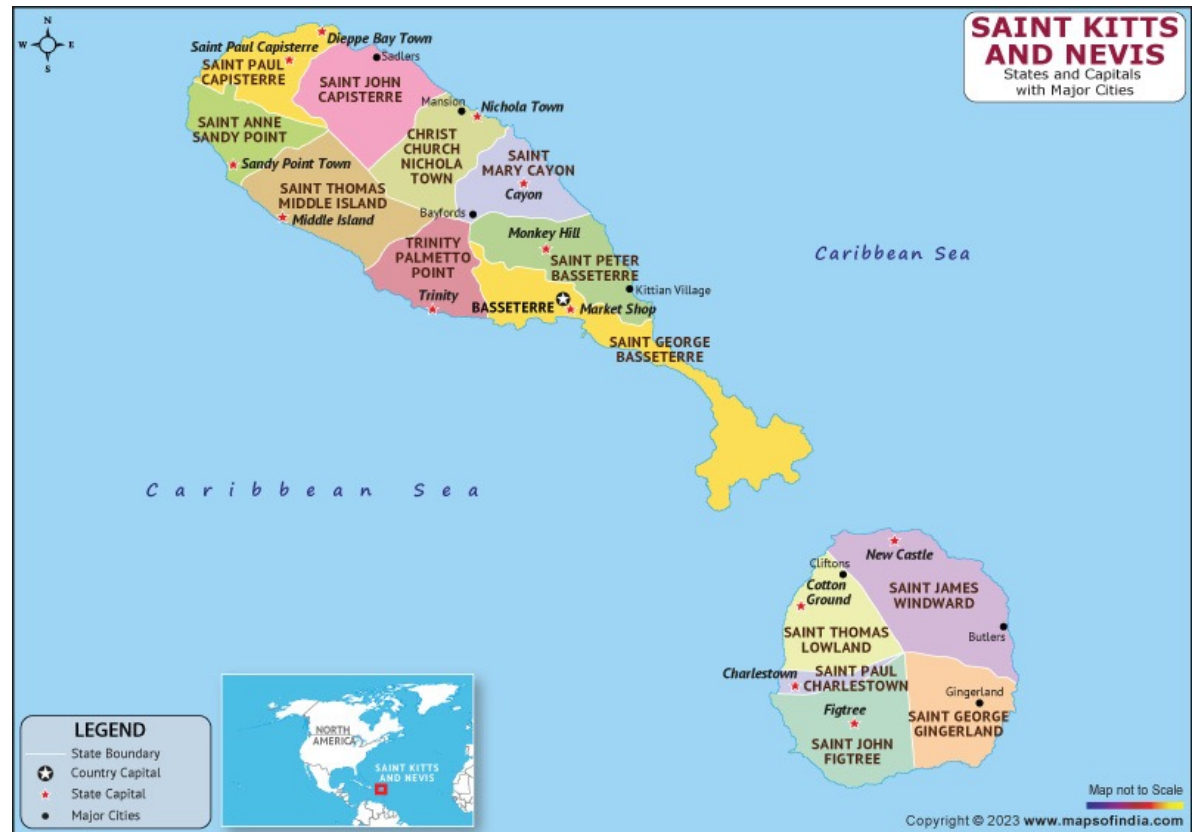 N
W E
S
SAINT KITTS
AND NEVIS
States and Capitals
with Major Cities
Dieppe Bay Town
Saint Paul Capisterre
Sadlers
SAINT PAUL
CAPISTERRE
SAINT JOHN
CAPISTERRE
Mansion
Nichola Town
SAINT ANNE
SANDY POINT
CHRIST
CHURCH
NICHOLA
TOWN
SAINT
MARY CAYON
Sandy Point Town
Cayon
SAINT THOMAS
MIDDLE ISLAND
Middle Island
Bayfords
Monkey Hill
TRINITY
PALMETTO
POINT
SAINT PETER
BASSETERRE
Trinity
Kittian Village
BASSETERRE
Market Shop
SAINT GEORGE
BASSETERRE
Caribbean Sea
Caribbean Sea
New Castle
Cliftons
Cotton
Ground
SAINT JAMES
WINDWARD
SAINT THOMAS
LOWLAND
Butlers
Charlestown
SAINT PAUL
CHARLESTOWN
Gingerland
Figtree
SAINT GEORGE
GINGERLAND
SAINT JOHN
FIGTREE
LEGEND
State Boundary
Country Capital
State Capital
Major Cities
NORTH
AMERICA
SAINT KITTS
AND NEVIS
Map not to Scale
Copyright © 2023 www.mapsofindia.com